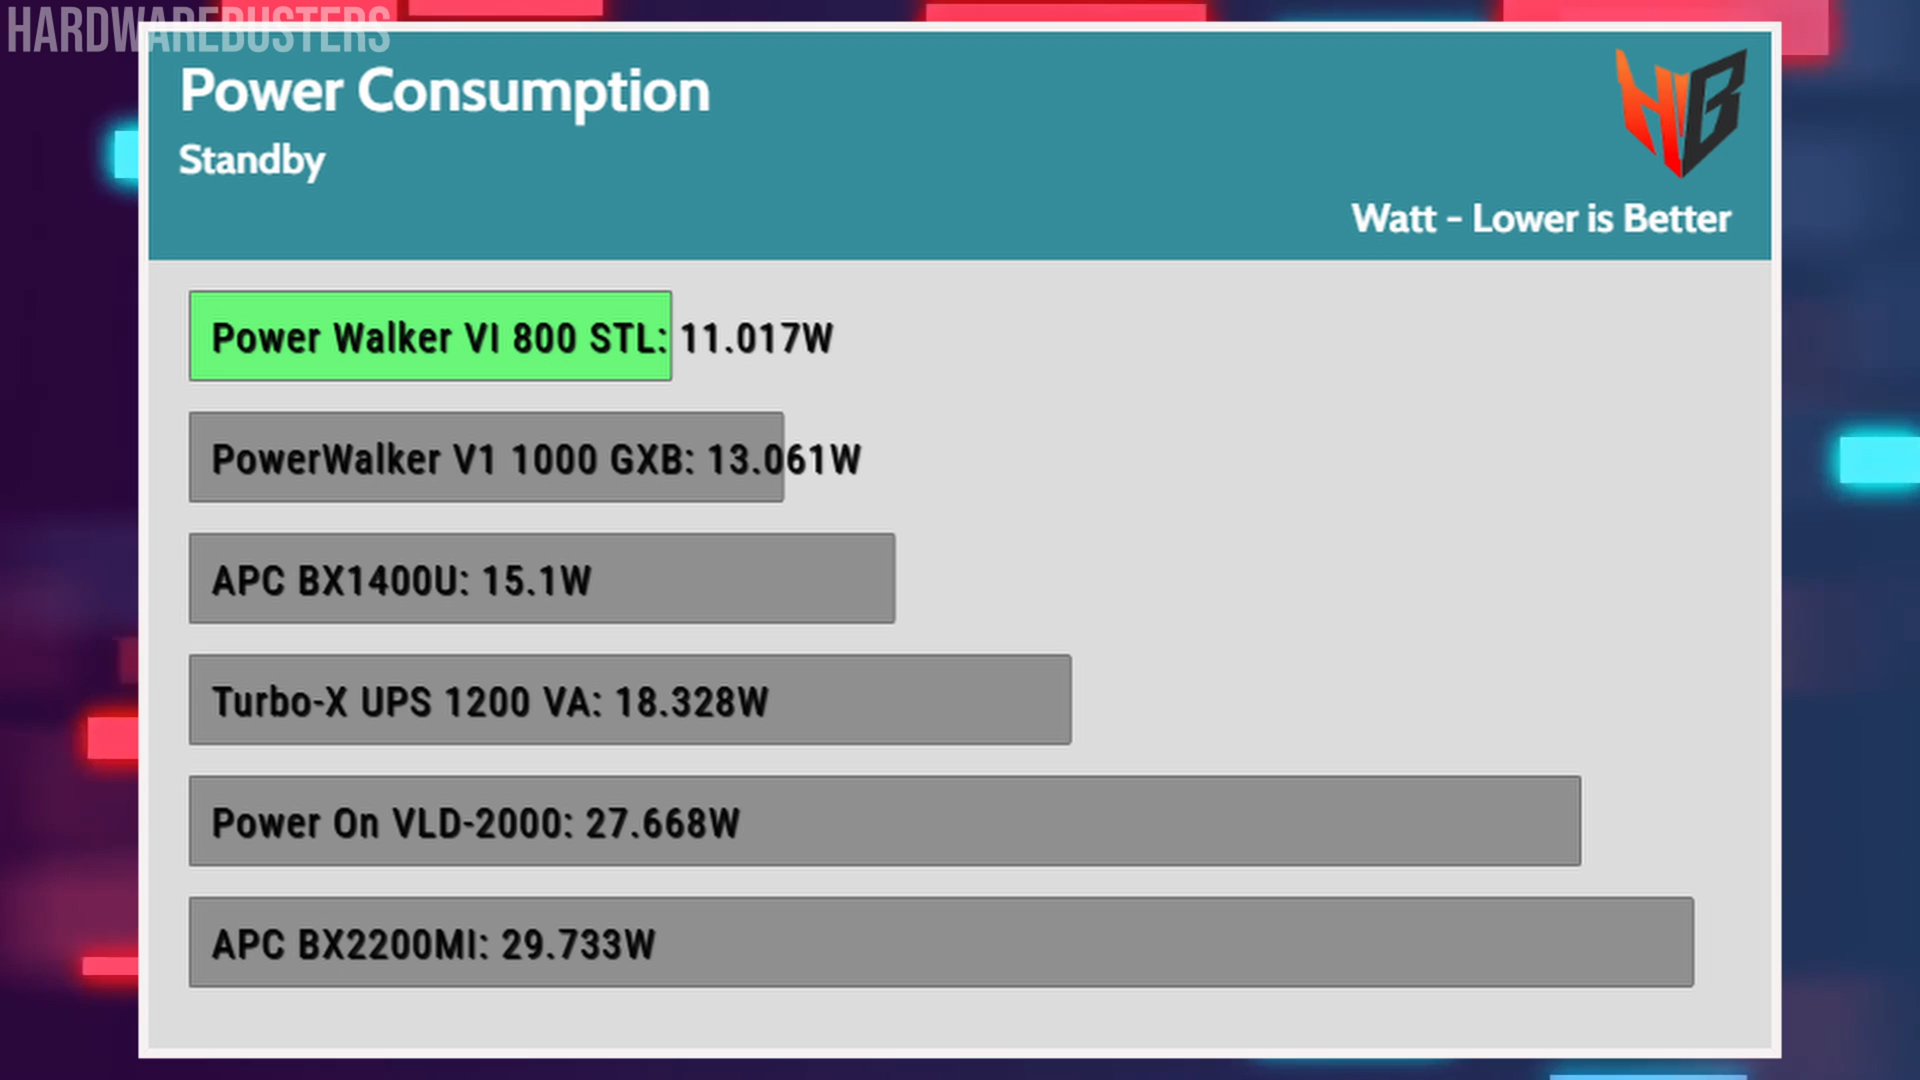 HARDWAREBUSTERS
Power Consumption
HB
Standby
Watt - Lower is Better
Power Walker VI 800 STL: 11.017W
PowerWalker V1 1000 GXB: 13.061W
APC BX1400U: 15.1W
Turbo-X UPS 1200 VA: 18.328W
Power On VLD-2000: 27.668W
APC BX2200MI: 29.733W